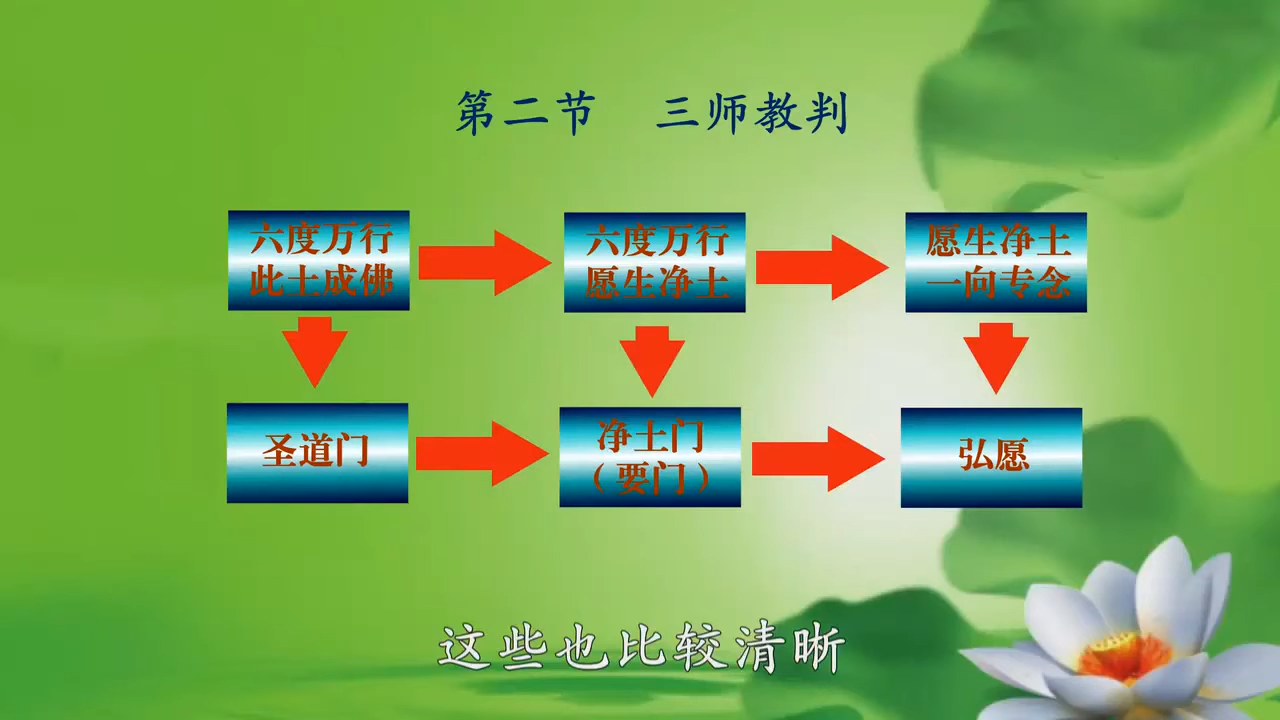 第二节 三师教判
六度万行
此土成佛
六度万行
愿生净土
愿生净土
一向专念
圣道门
净土门
（要门）
弘愿
这些也比较清晰